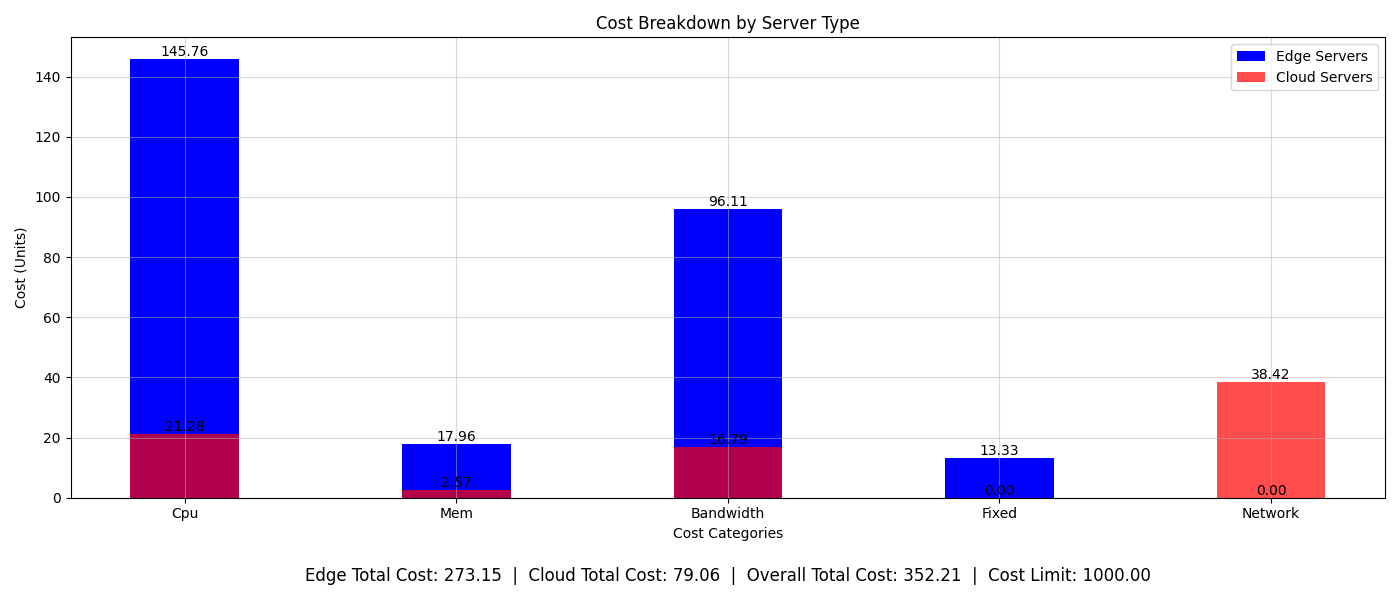 Cost Breakdown by Server Type
Edge Servers
Cloud Servers
Cost (Units)
140
120
100
80
60
40
20
0
145.76
21.28
17.96
2.57
96.11
16.79
13.33
0.00
38.42
0.00
Cpu Mem Bandwidth Fixed Network
Cost Categories
Edge Total Cost: 273.15 | Cloud Total Cost: 79.06 | Overall Total Cost: 352.21 | Cost Limit: 1000.00